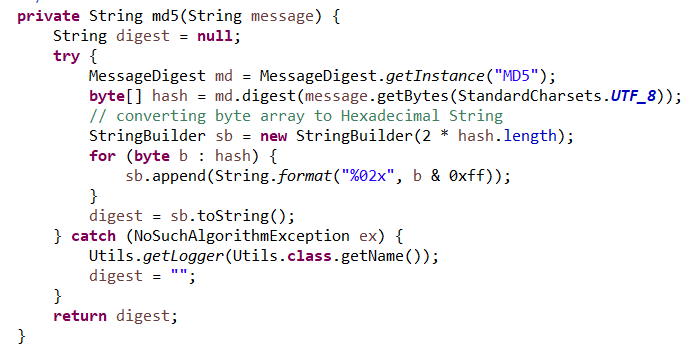 private String md5(String message) {
    String digest = null;
    try {
        MessageDigest md = MessageDigest.getInstance("MD5");
        byte[] hash = md.digest(message.getBytes(StandardCharsets.UTF_8));
        // converting byte array to Hexadecimal String
        StringBuilder sb = new StringBuilder(2 * hash.length);
        for (byte b : hash) {
            sb.append(String.format("%02x", b & 0xff));
        }
        digest = sb.toString();
    } catch (NoSuchAlgorithmException ex) {
        Utils.getLogger(Utils.class.getName());
        digest = "";
    }
    return digest;
}